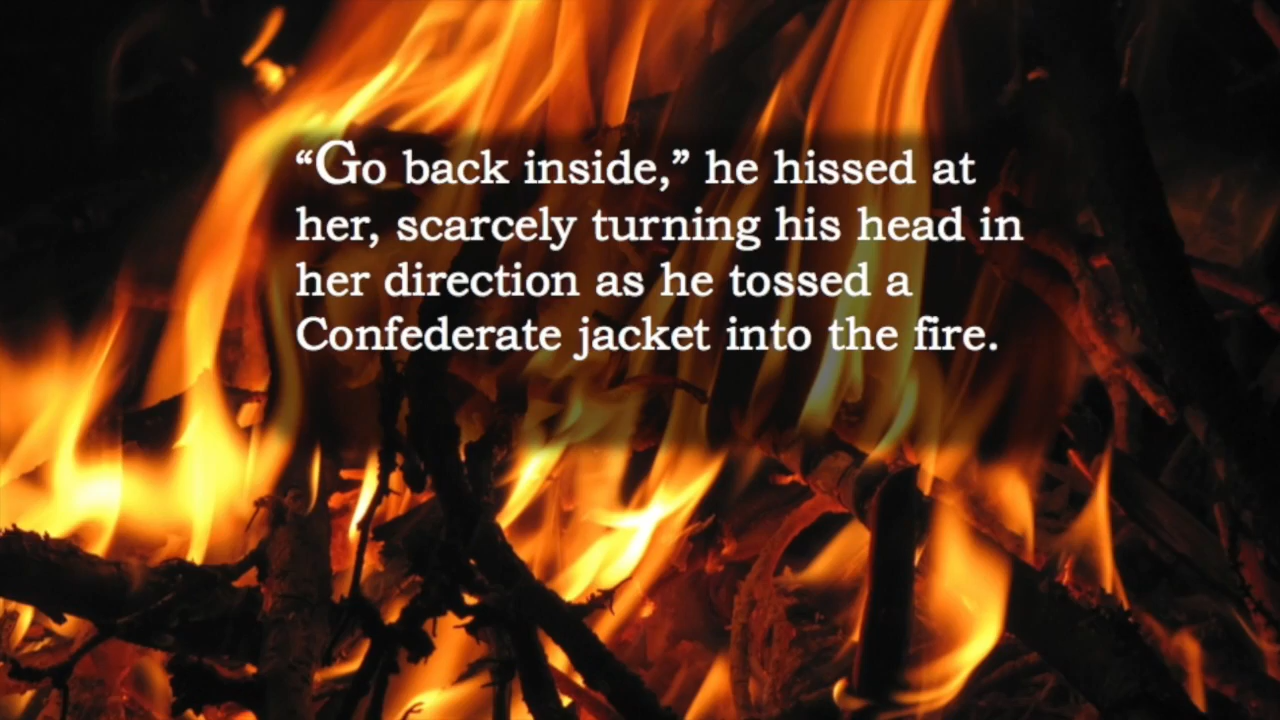 “Go back inside,” he hissed at
her, scarcely turning his head in
her direction as he tossed a
Confederate jacket into the fire.